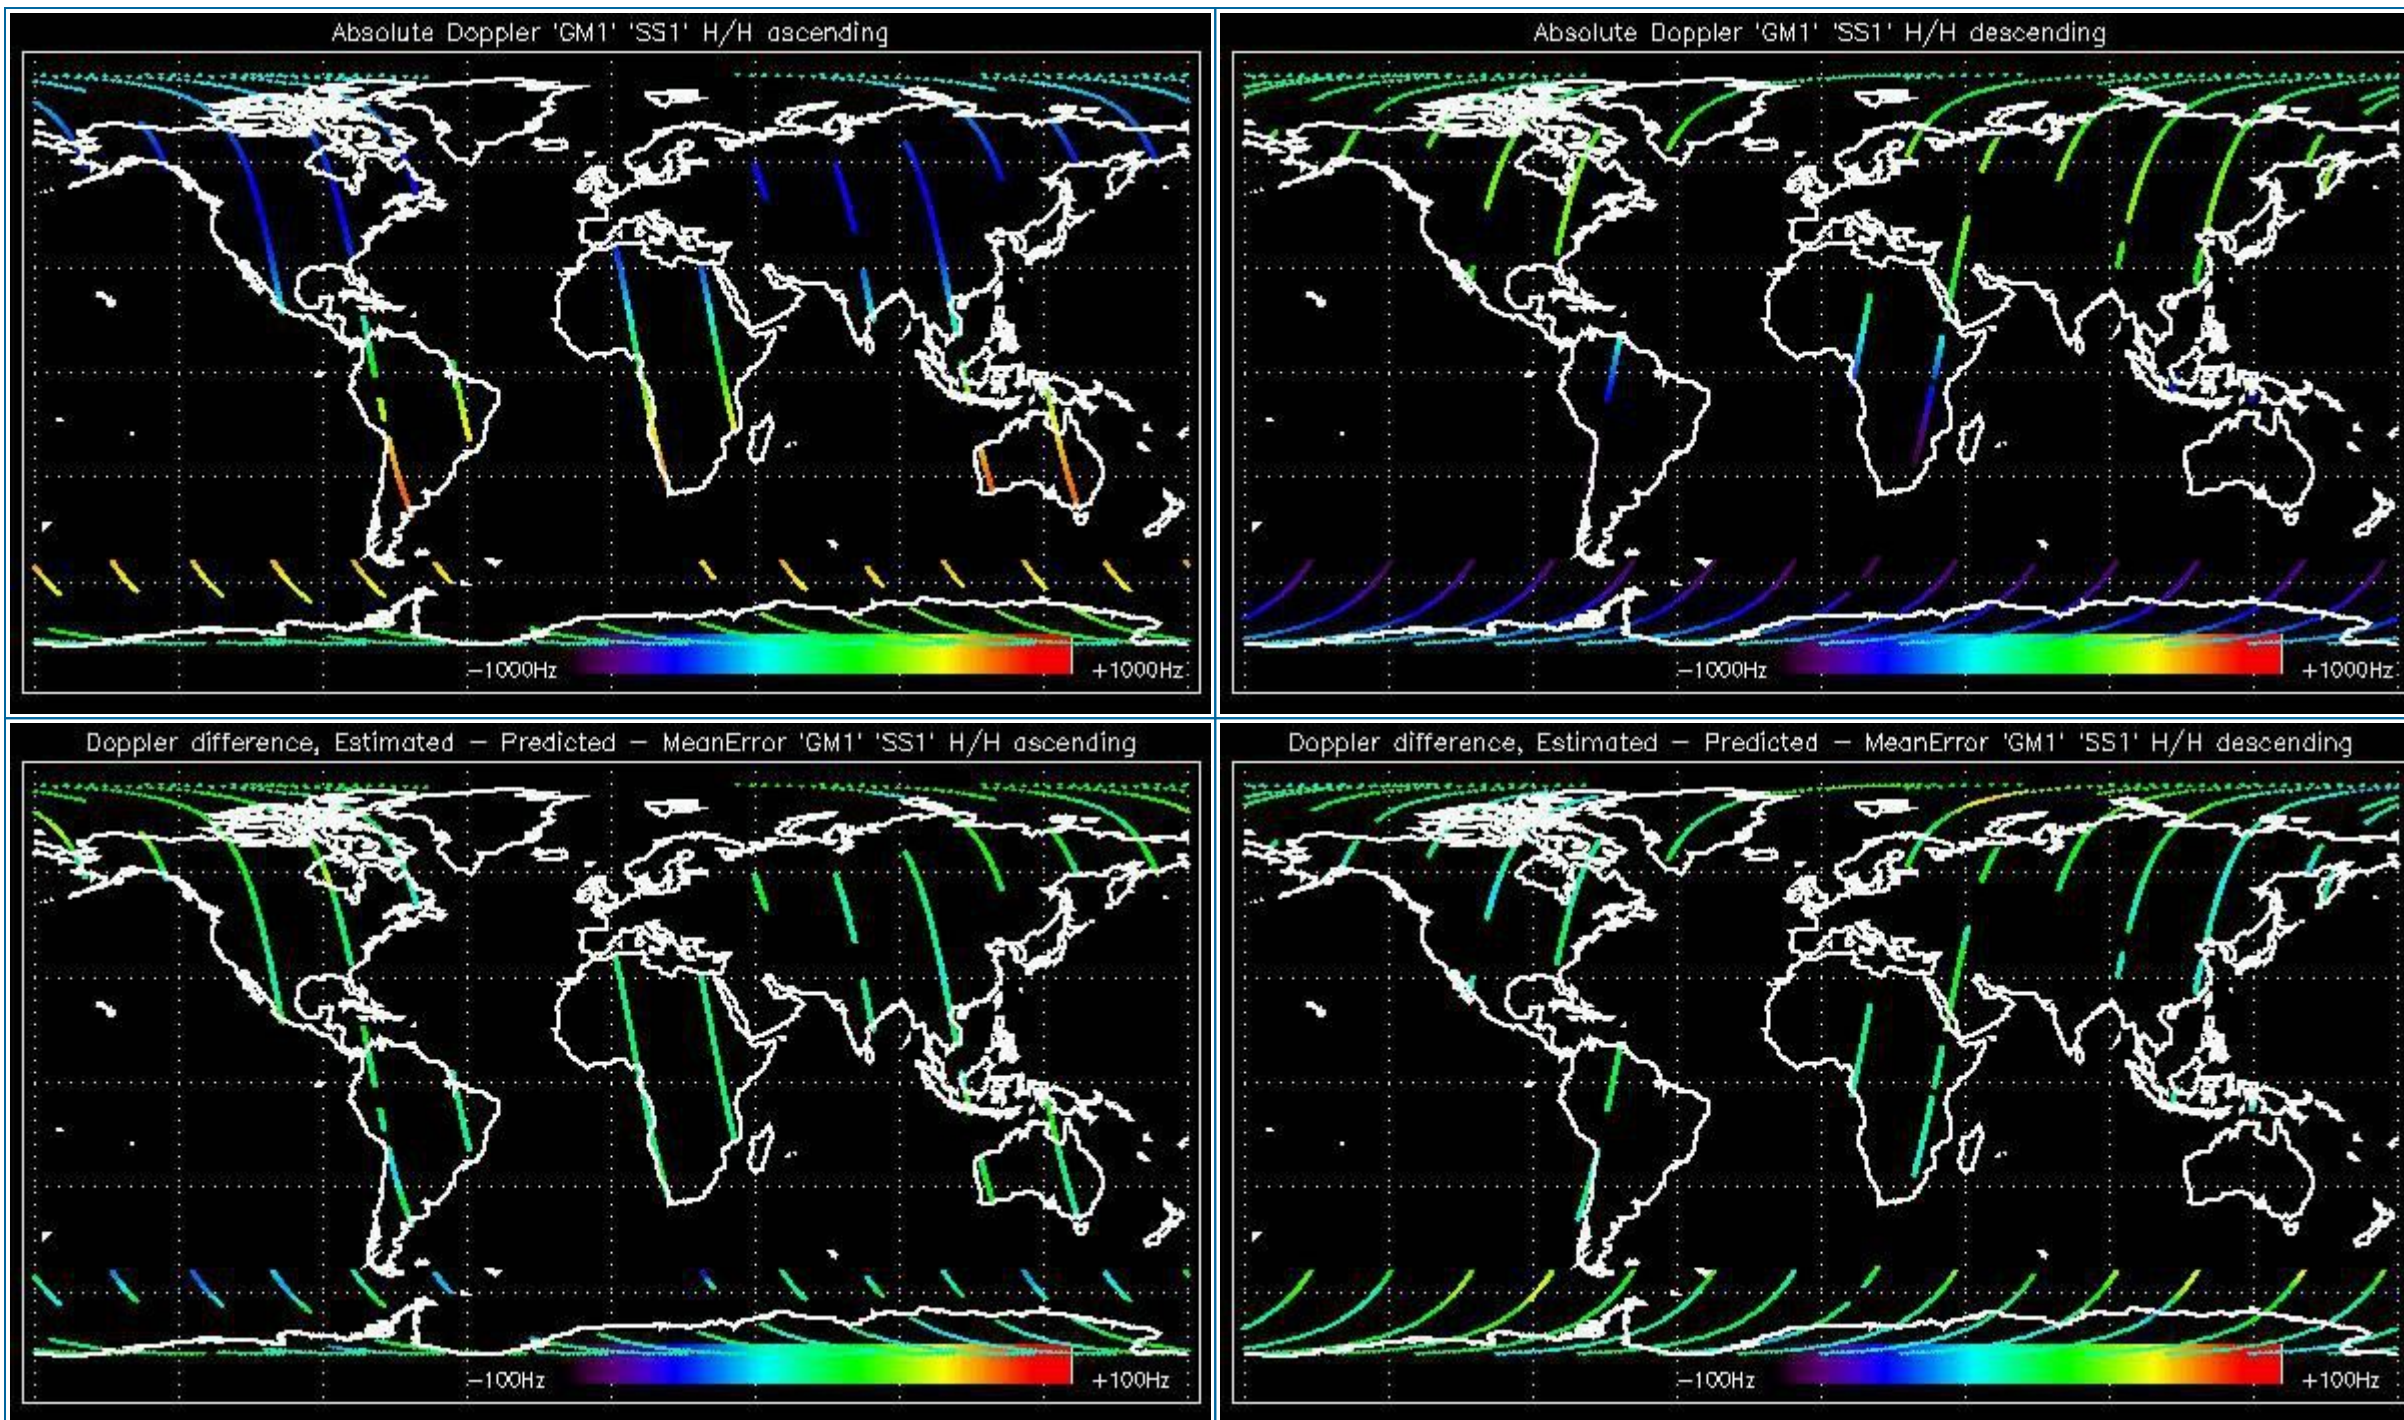 Absolute Doppler 'GM1' 'SS1' H/H ascending
-1000Hz
+1000Hz
Absolute Doppler 'GM1' 'SS1' H/H descending
-1000Hz
+1000Hz
Doppler difference, Estimated - Predicted - MeanError 'GM1' 'SS1' H/H ascending
-100Hz
+100Hz
Doppler difference, Estimated - Predicted - MeanError 'GM1' 'SS1' H/H descending
-100Hz
+100Hz